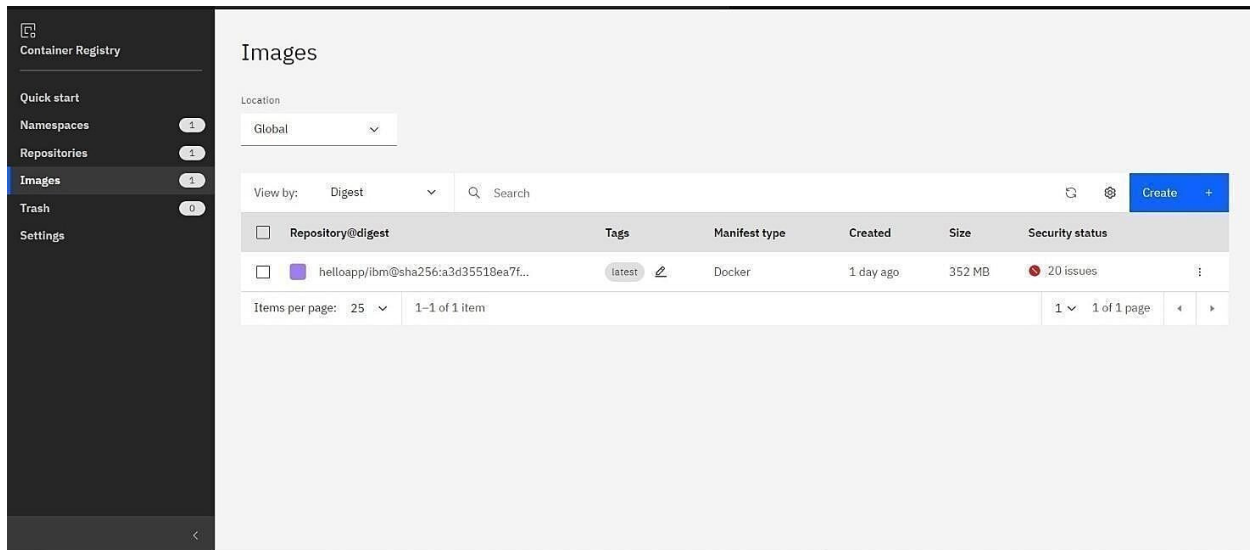 Container Registry
Quick start
Namespaces 1
Repositories 1
Images 1
Trash 0
Settings
Images
Location
Global
View by: Digest Search Create +
Repository@digest Tags Manifest type Created Size Security status
helloapp/ibm@sha256:a3d35518ea7f... latest Docker 1 day ago 352 MB 20 issues
Items per page: 25 1–1 of 1 item 1 1 of 1 page